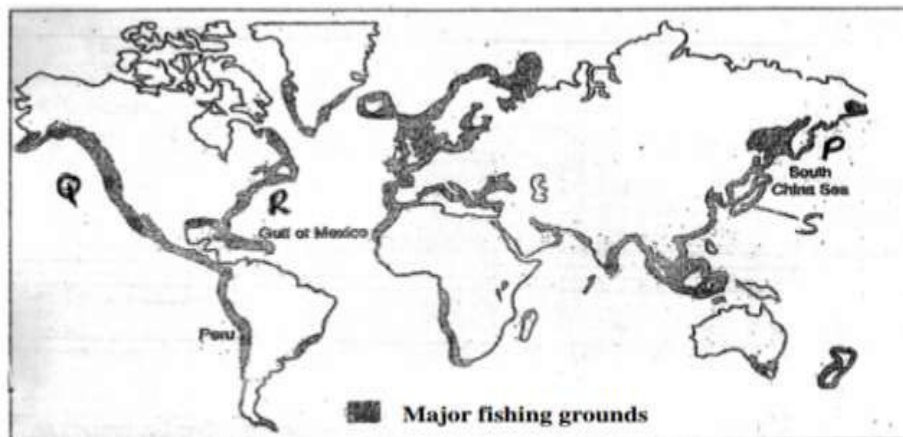 P
South
China Sea
Q
R
Gulf of Mexico
S
Peru
Major fishing grounds